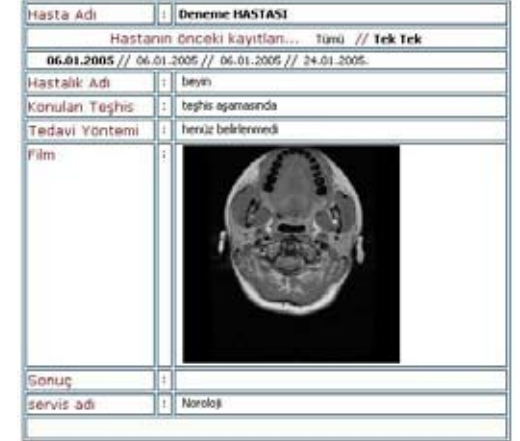 Hasta Adı : Deneme HASTASI
Hastanın önceki kayıtları... Tümü // Tek Tek
06.01.2005 // 06.01.2005 // 06.01.2005 // 24.01.2005.
Hastalık Adı : beyin
Konulan Teşhis : teşhis aşamasında
Tedavi Yöntemi : henüz belirlenmedi
Film :
Sonuç :
servis adı : Noroloji